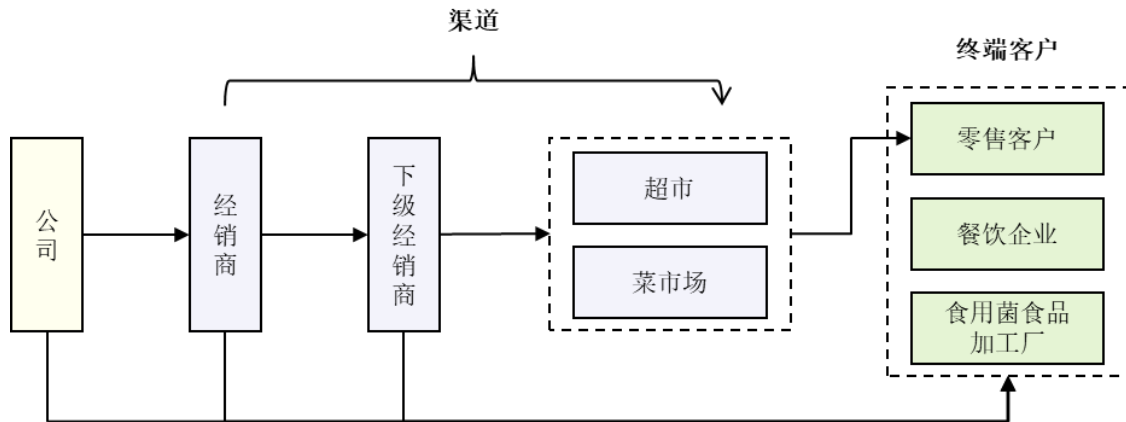 渠道
终端客户
公司
经销商
下级经销商
超市
菜市场
零售客户
餐饮企业
食用菌食品
加工厂